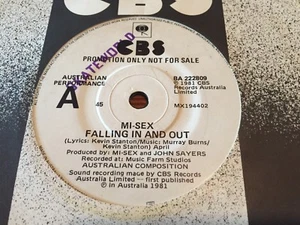 CBS
CBS
PROMOTION ONLY NOT FOR SALE
AUSTRALIAN
PERFORMANCE
BA 222809
℗ 1981 CBS
Records Australia
Limited
A
45
MX194402
MI-SEX
FALLING IN AND OUT
(Lyrics: Kevin Stanton/Music: Murray Burns/
Kevin Stanton) April
Produced by: MI-SEX and JOHN SAYERS
Recorded at: Music Farm Studios
AUSTRALIAN COMPOSITION
Sound recording made by CBS Records
Australia Limited — first published
℗ in Australia 1981